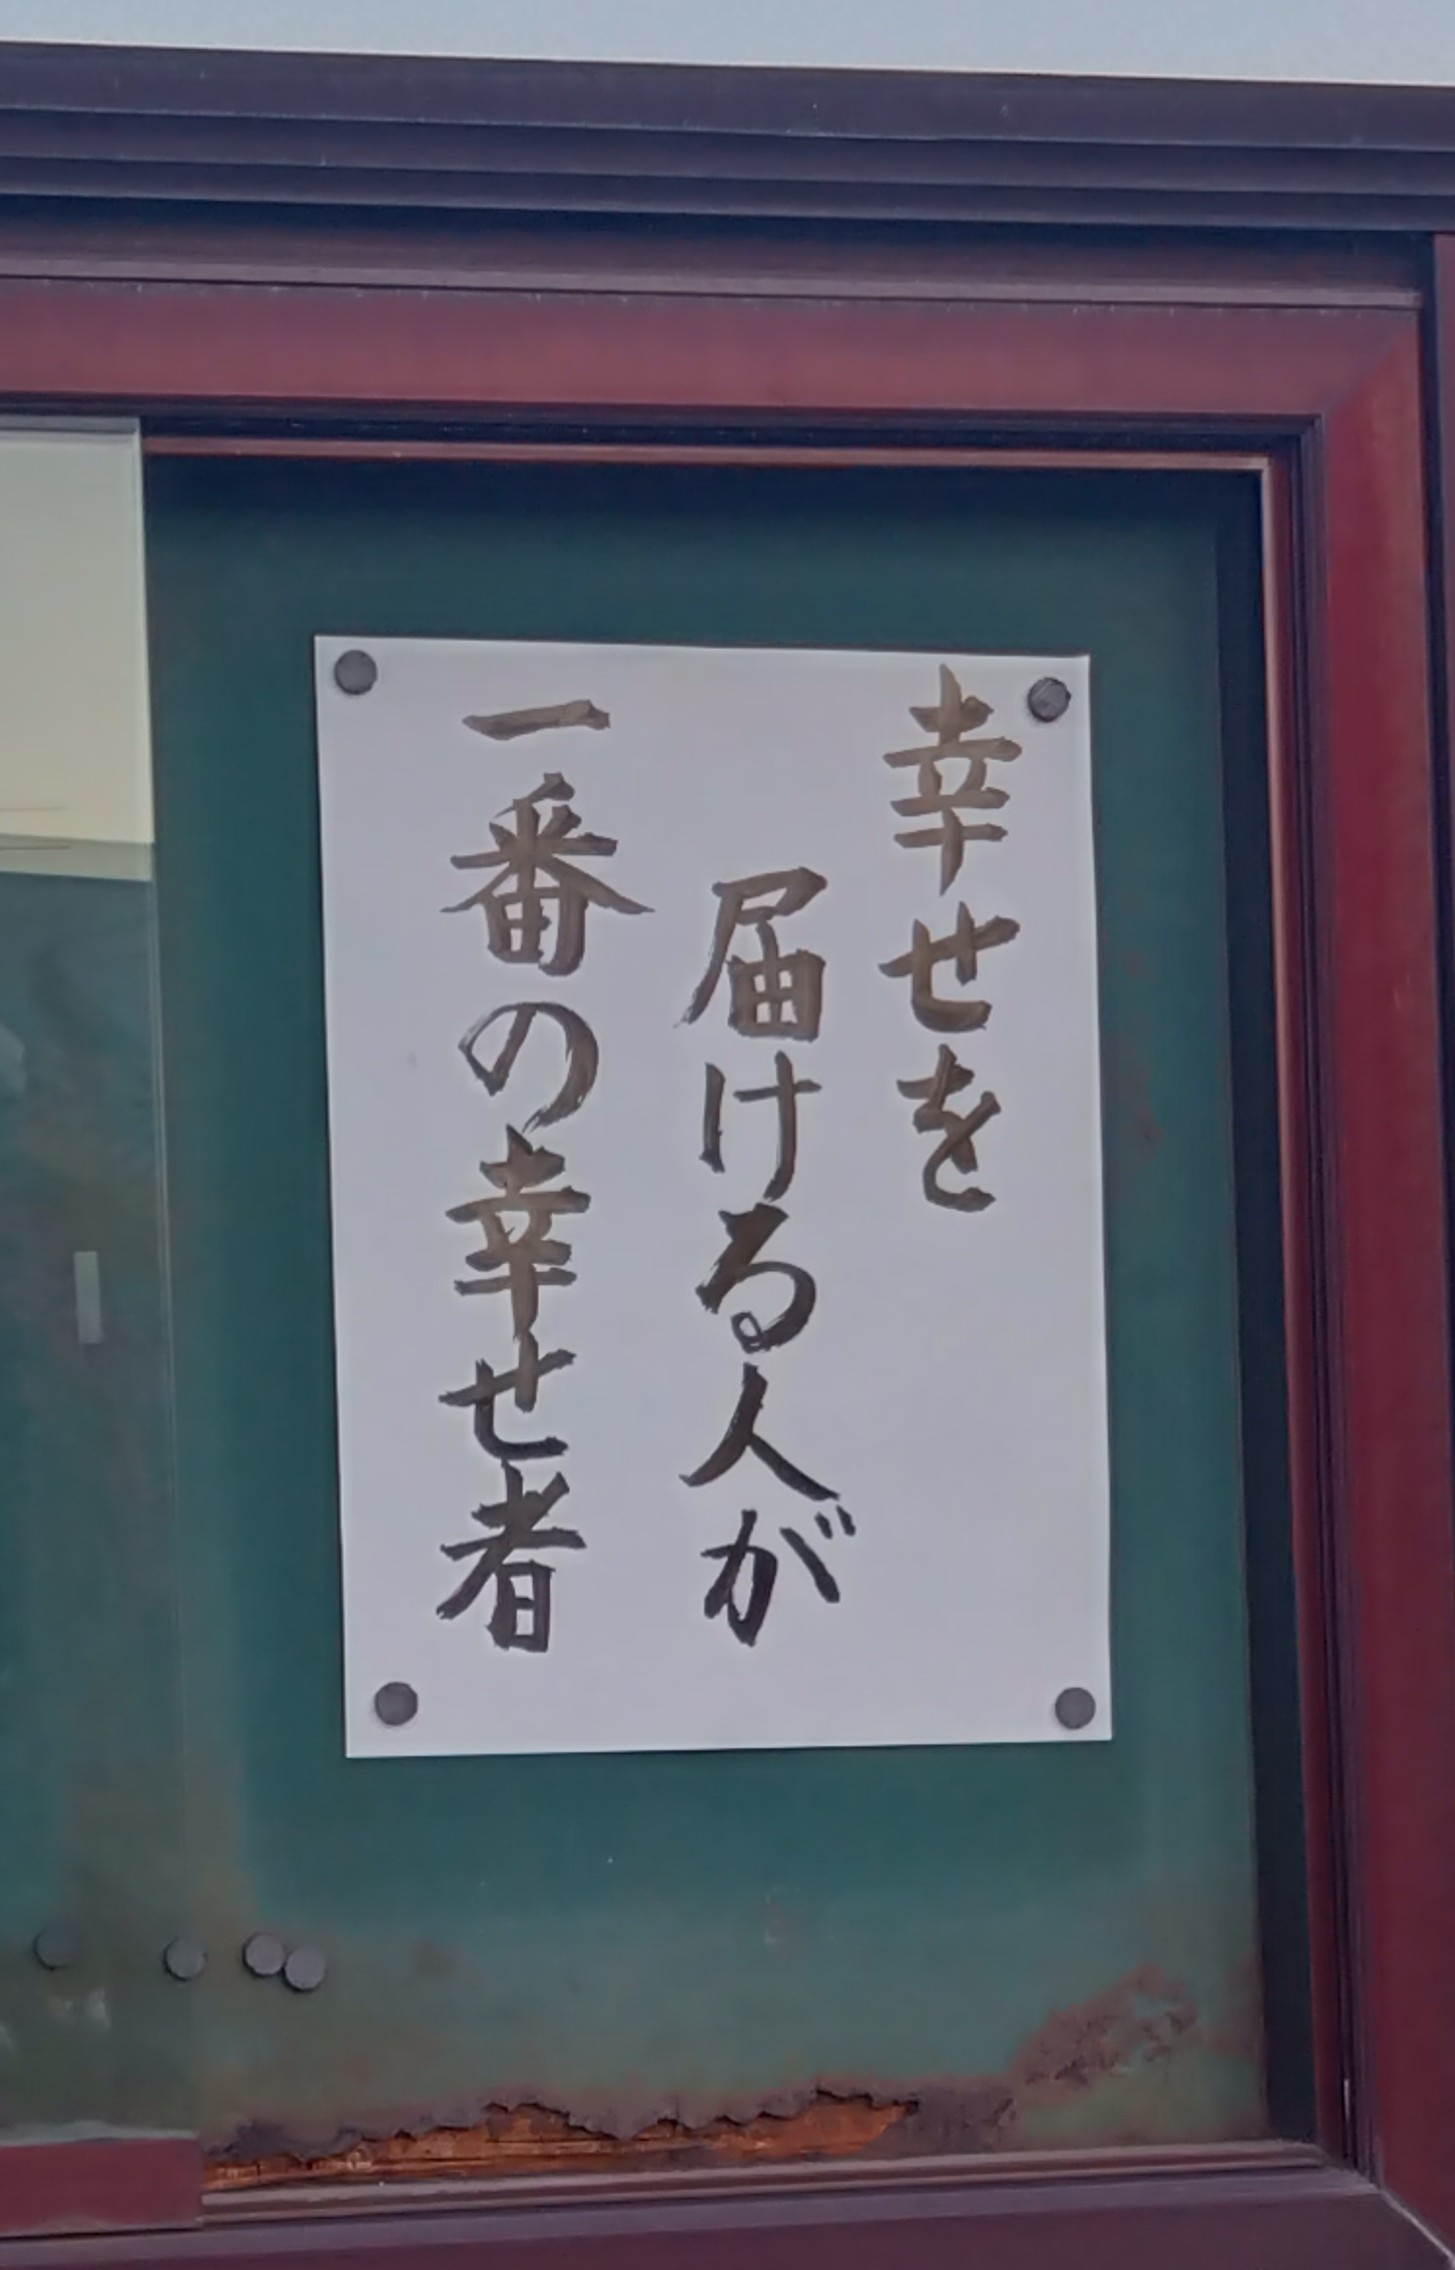 幸せを
届ける人が
一番の幸せ者